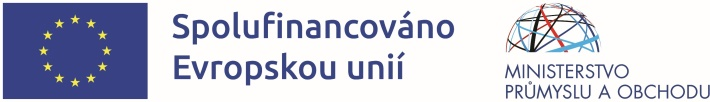 Spolufinancováno
Evropskou unií
MINISTERSTVO
PRŮMYSLU A OBCHODU